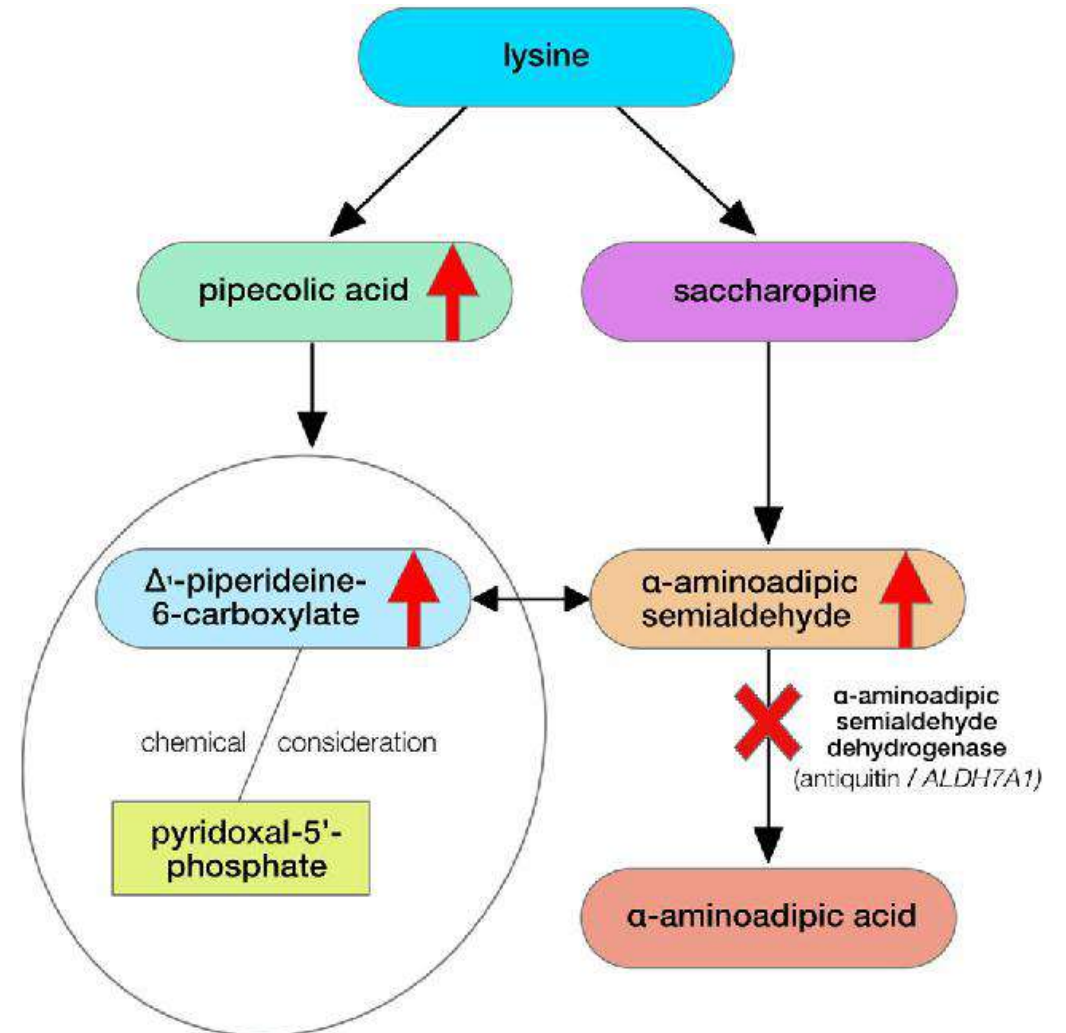 lysine
pipecolic acid
saccharopine
Δ¹-piperideine-
6-carboxylate
α-aminoadipic
semialdehyde
chemical consideration
α-aminoadipic
semialdehyde
dehydrogenase
(antiquitin / ALDH7A1)
pyridoxal-5'-
phosphate
α-aminoadipic acid